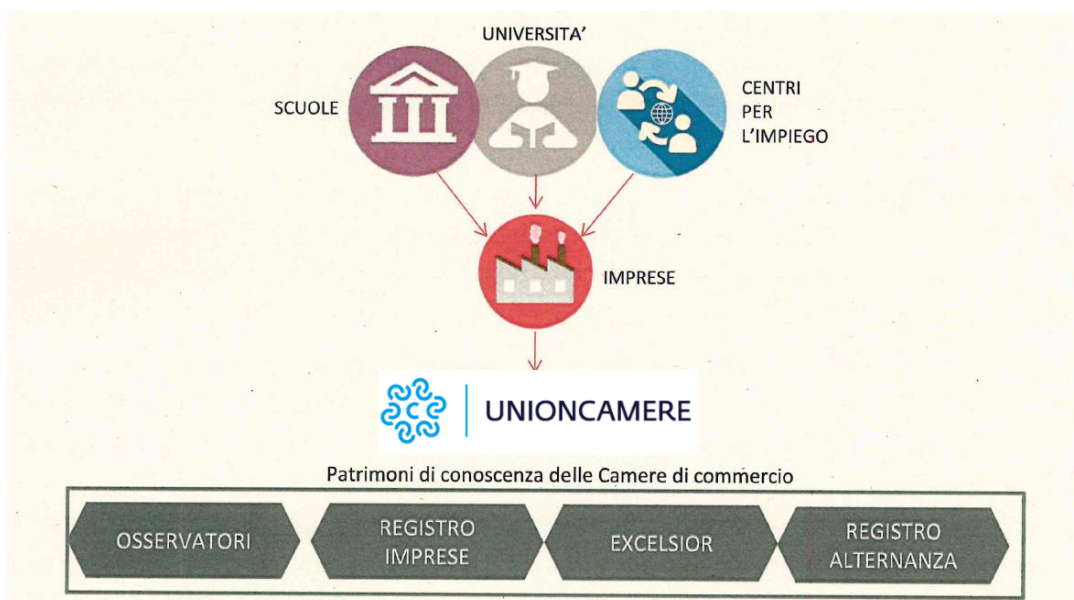 UNIVERSITA'
SCUOLE
CENTRI
PER
L'IMPIEGO
IMPRESE
UNIONCAMERE
Patrimoni di conoscenza delle Camere di commercio
OSSERVATORI
REGISTRO
IMPRESE
EXCELSIOR
REGISTRO
ALTERNANZA